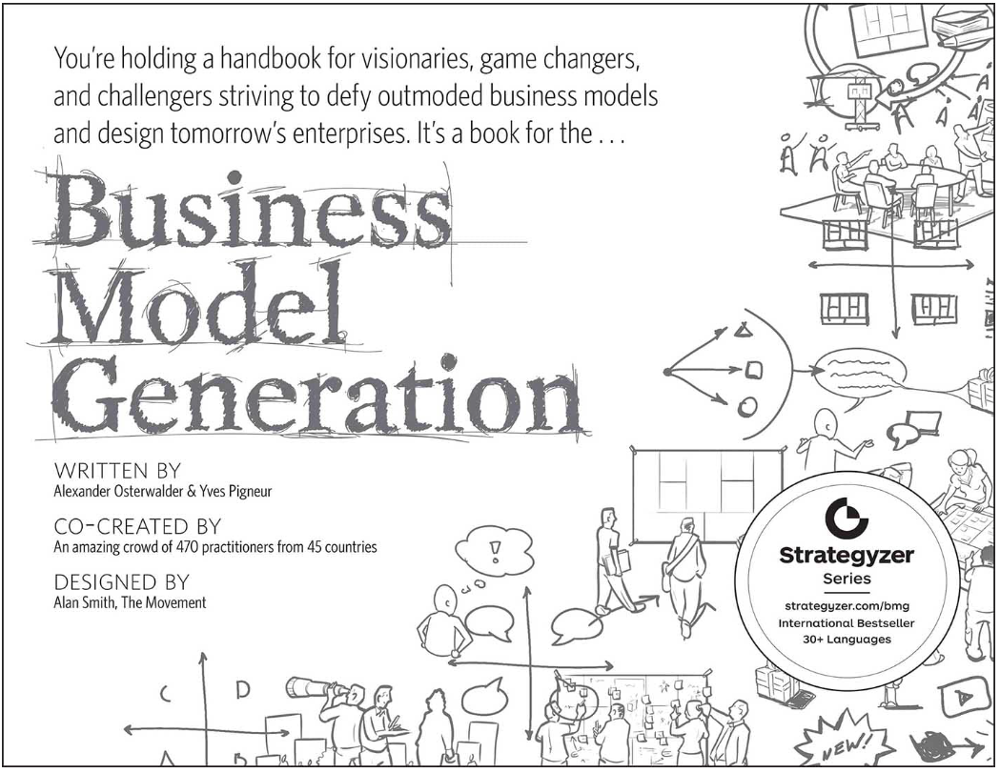 You're holding a handbook for visionaries, game changers,
and challengers striving to defy outmoded business models
and design tomorrow's enterprises. It's a book for the . . .
Business
Model
Generation
WRITTEN BY
Alexander Osterwalder & Yves Pigneur
CO-CREATED BY
An amazing crowd of 470 practitioners from 45 countries
DESIGNED BY
Alan Smith, The Movement
Strategyzer
Series
strategyzer.com/bmg
International Bestseller
30+ Languages
!
C D
A B
NEW!